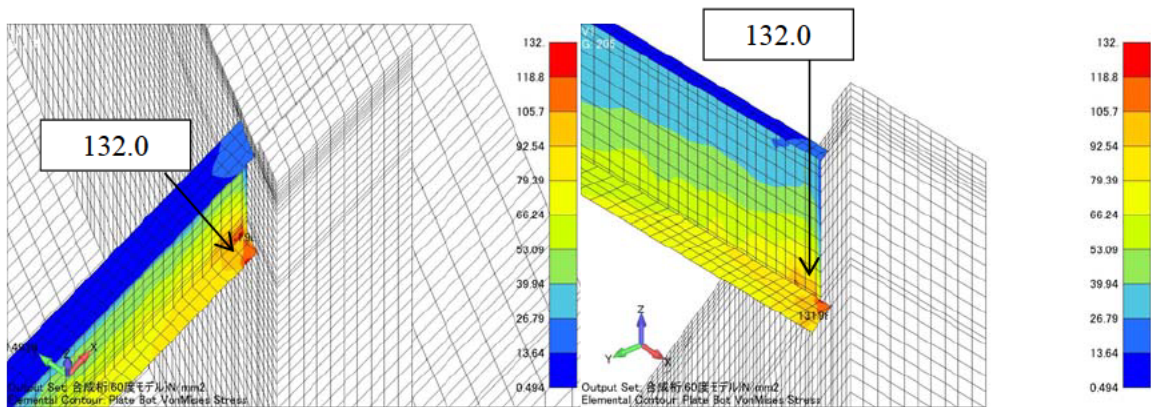 132.0
132.
118.8
105.7
92.54
79.39
66.24
53.09
39.94
26.79
13.64
0.494
Z
X
Output Set: 合成桁(60度モデル)N/mm2
Elemental Contour: Plate Bot VonMises Stress
V1
G: 205
132.0
132.
118.8
105.7
92.54
79.39
66.24
53.09
39.94
26.79
13.64
0.494
Z
Y
X
Output Set: 合成桁(60度モデル)N/mm2
Elemental Contour: Plate Bot VonMises Stress